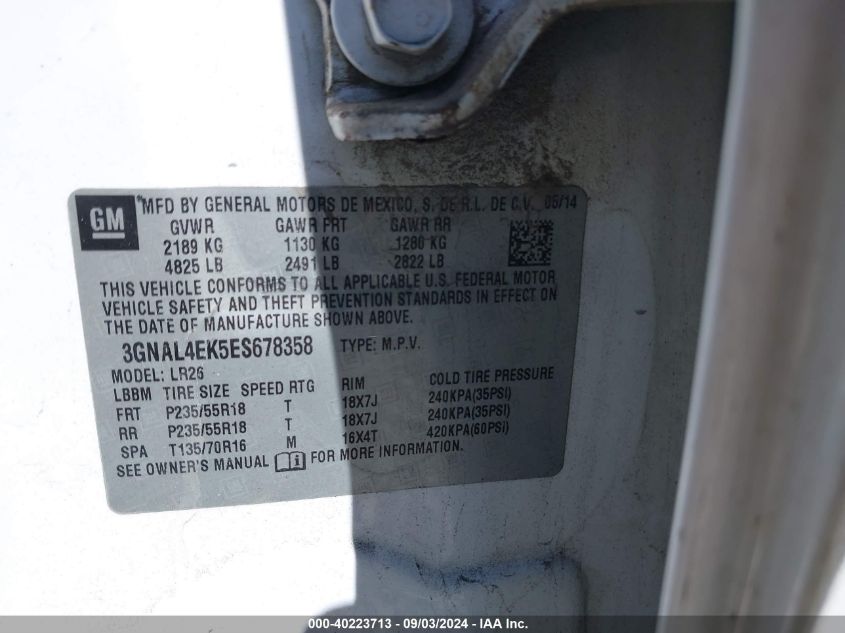 GM
*MFD BY GENERAL MOTORS DE MEXICO, S. DE R.L. DE C.V. 05/14
GVWR GAWR FRT GAWR RR
2189 KG 1130 KG 1280 KG
4825 LB 2491 LB 2822 LB
THIS VEHICLE CONFORMS TO ALL APPLICABLE U.S. FEDERAL MOTOR
VEHICLE SAFETY AND THEFT PREVENTION STANDARDS IN EFFECT ON
THE DATE OF MANUFACTURE SHOWN ABOVE.
3GNAL4EK5ES678358 TYPE: M.P.V.
MODEL: LR26
LBBM TIRE SIZE SPEED RTG RIM COLD TIRE PRESSURE
FRT P235/55R18 T 18X7J 240KPA(35PSI)
RR P235/55R18 T 18X7J 240KPA(35PSI)
SPA T135/70R16 M 16X4T 420KPA(60PSI)
SEE OWNER'S MANUAL FOR MORE INFORMATION.
000-40223713 - 09/03/2024 - IAAI.com